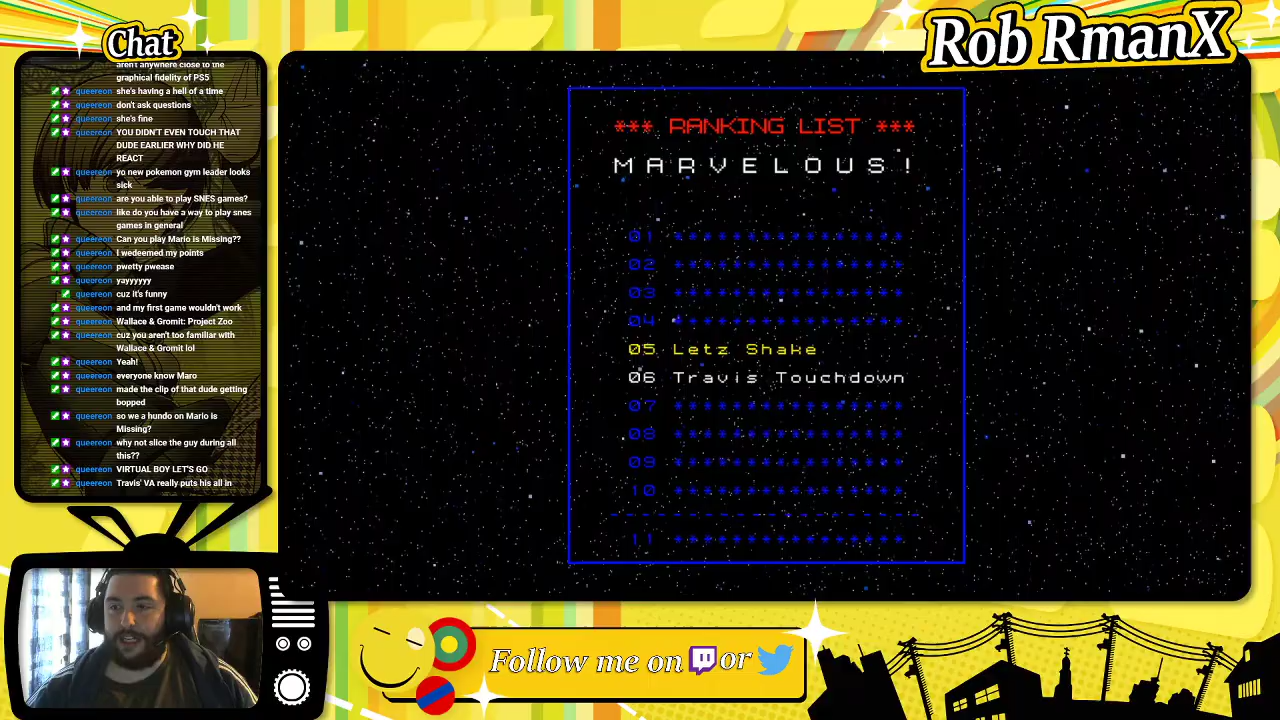 Chat
aren't anywhere close to the
graphical fidelity of PS5
queereon she's having a hell of a time
queereon don't ask questions
queereon she's fine
queereon YOU DIDN'T EVEN TOUCH THAT
DUDE EARLIER WHY DID HE
REACT
queereon yo new pokemon gym leader looks
sick
queereon are you able to play SNES games?
queereon like do you have a way to play snes
games in general
queereon Can you play Mario is Missing??
queereon I wedeemed my points
queereon pwetty pwease
queereon yayyyyyy
queereon cuz it's funny
queereon and my first game wouldn't work
queereon Wallace & Gromit: Project Zoo
queereon cuz you aren't too familiar with
Wallace & Gromit lol
queereon Yeah!
queereon everyone know Maro
queereon made the clip of that dude getting
bopped
queereon so we a hundo on Mario is
Missing?
queereon why not slice the guy during all
this??
queereon VIRTUAL BOY LET'S GO
queereon Travis' VA really puts his all in
Rob RmanX
*** RANKING LIST ***
MARVELOUS!
01 ****************
02 ****************
03 ****************
04 ****************
05 Letz Shake
06 Travis Touchdown
07 ****************
08 ****************
09 ****************
10 ****************
11 ****************
Follow me on or